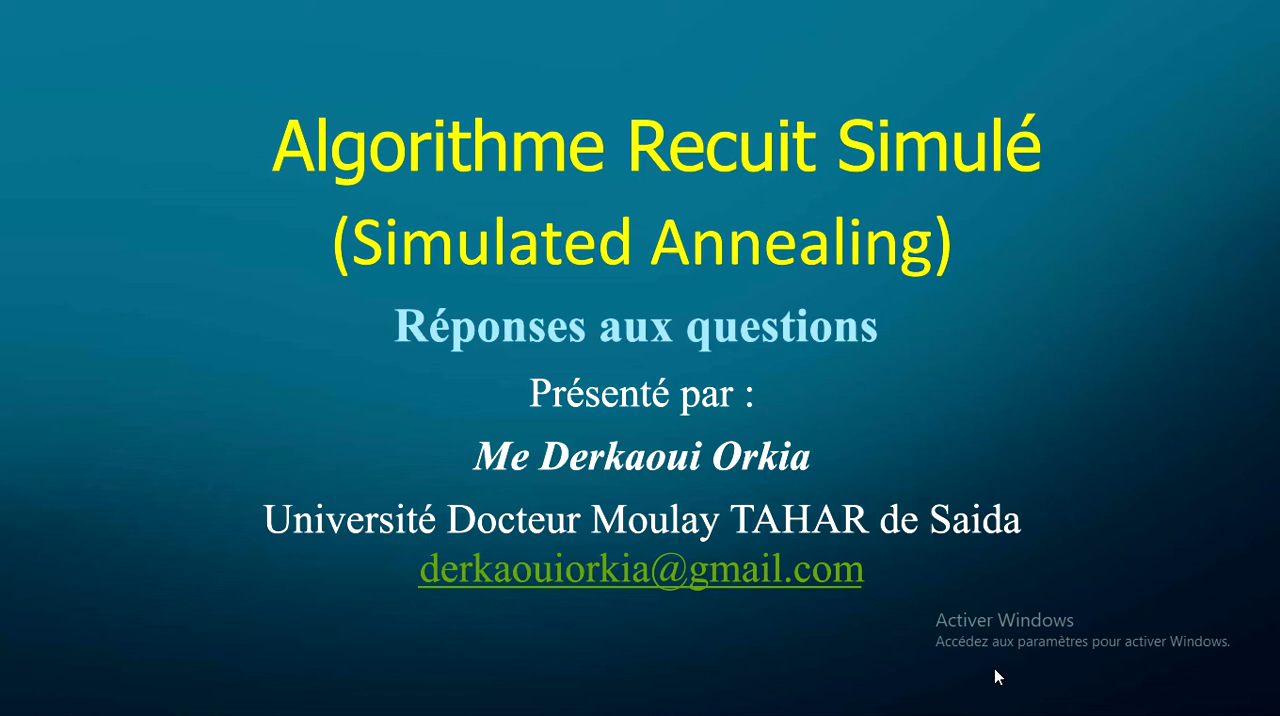 Algorithme Recuit Simulé
(Simulated Annealing)
Réponses aux questions
Présenté par :
Me Derkaoui Orkia
Université Docteur Moulay TAHAR de Saida
derkaouiorkia@gmail.com
Activer Windows
Accédez aux paramètres pour activer Windows.